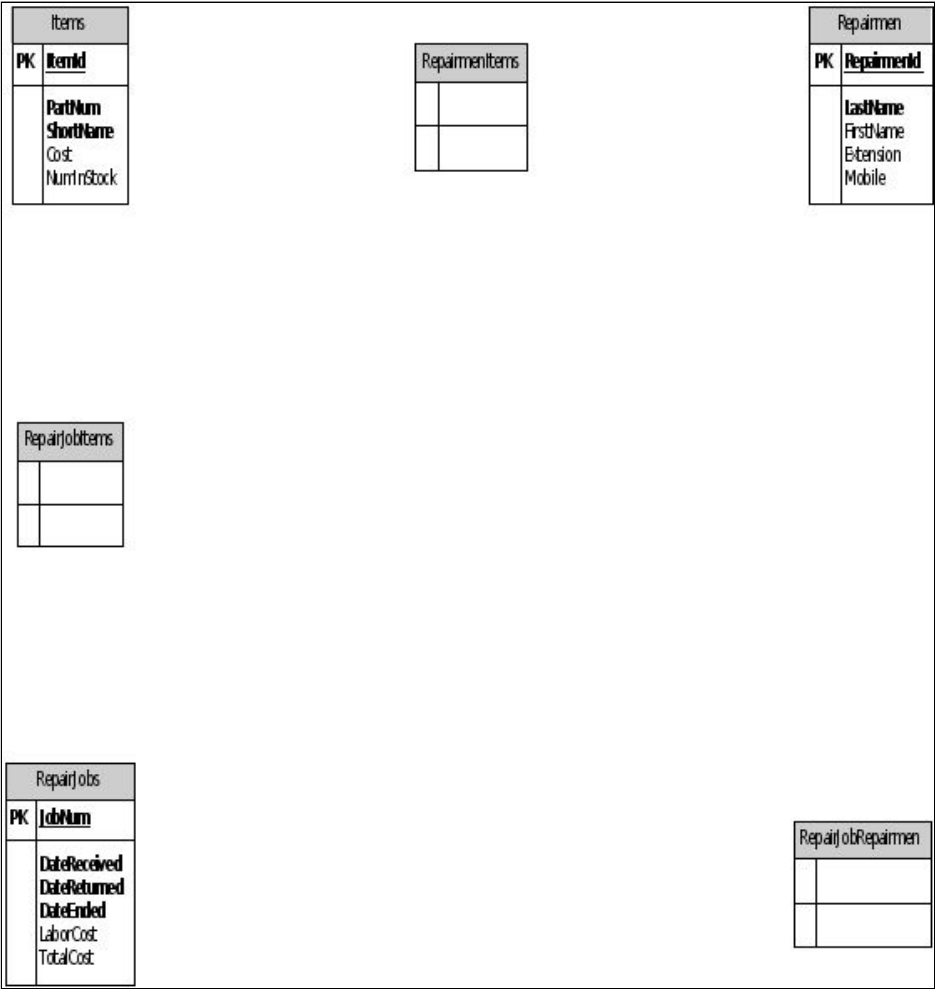 Items
PK ItemId
PartNum
ShortName
Cost
NumInStock
RepairmenItems
Repairmen
PK RepairmenId
LastName
FirstName
Extension
Mobile
RepairJobItems
RepairJobs
PK JobNum
DateReceived
DateReturned
DateEnded
LaborCost
TotalCost
RepairJobRepairmen